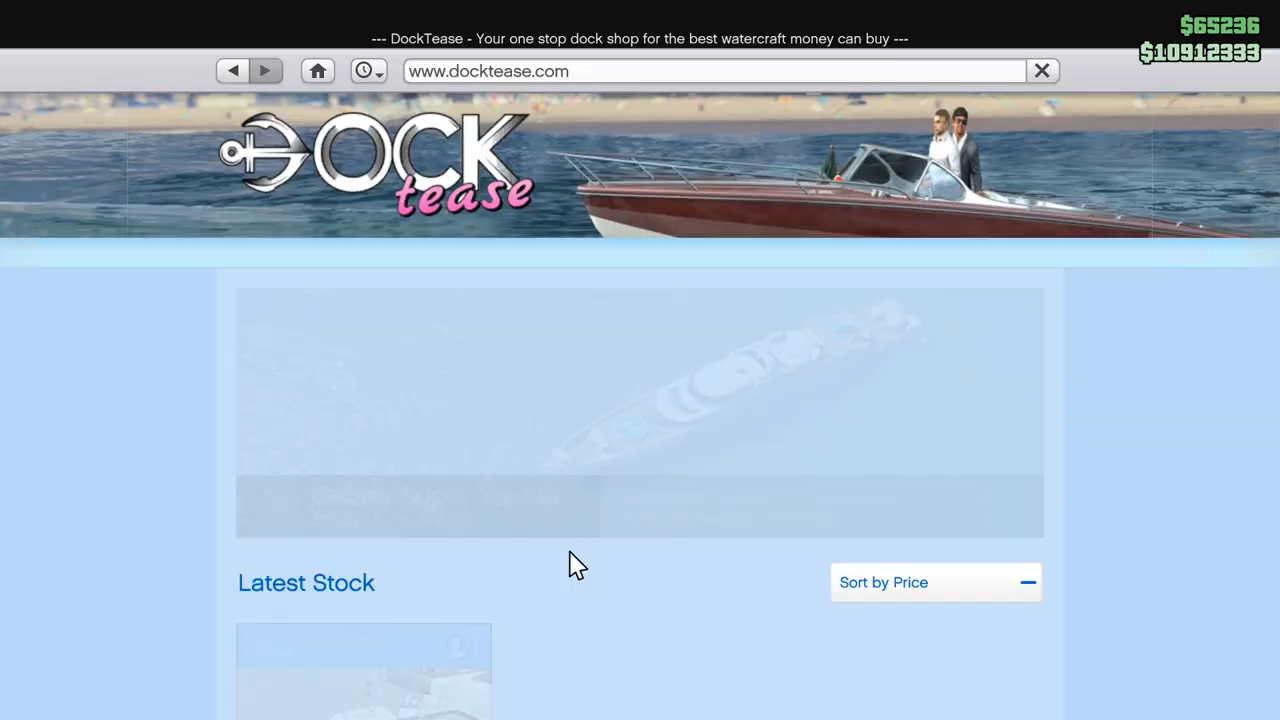 $65236
--- DockTease - Your one stop dock shop for the best watercraft money can buy ---
$10912333
www.docktease.com
DOCK
tease
Latest Stock
Sort by Price